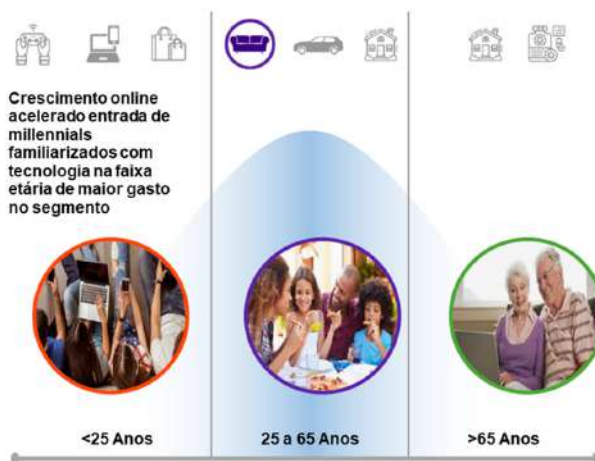 Crescimento online
acelerado entrada de
millennials
familiarizados com
tecnologia na faixa
etária de maior gasto
no segmento
<25 Anos
25 a 65 Anos
>65 Anos